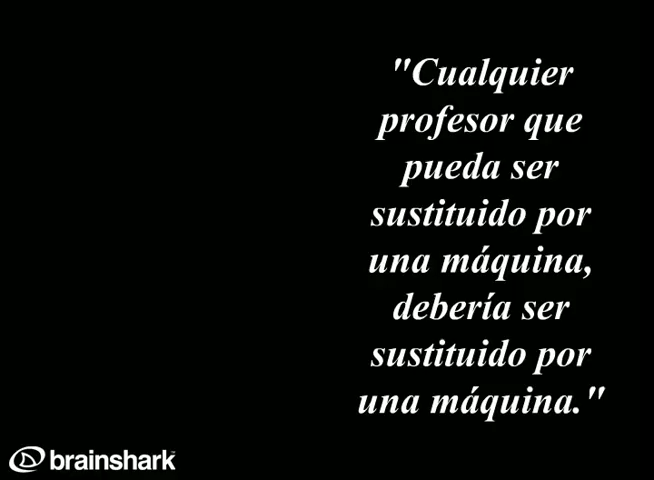 "Cualquier
profesor que
pueda ser
sustituido por
una máquina,
debería ser
sustituido por
una máquina."
brainshark